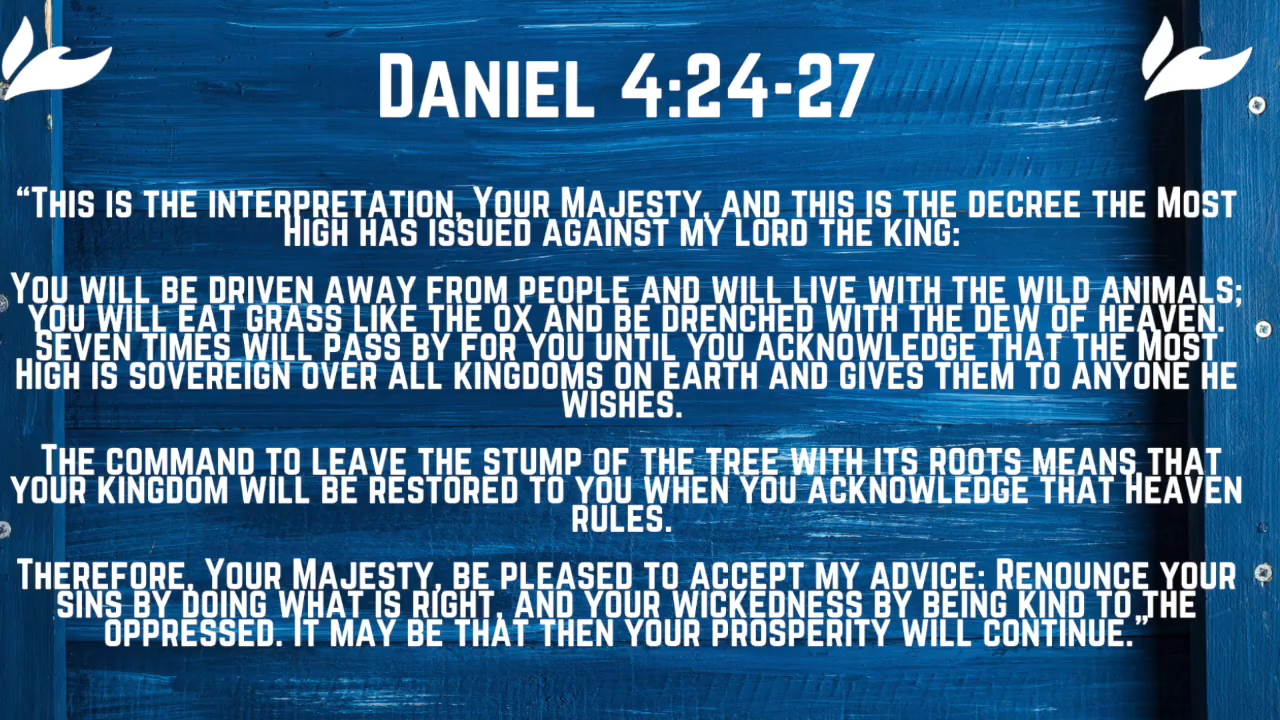 Daniel 4:24-27
“This is the interpretation, Your Majesty, and this is the decree the Most
High has issued against my lord the king:
You will be driven away from people and will live with the wild animals;
you will eat grass like the ox and be drenched with the dew of heaven.
Seven times will pass by for you until you acknowledge that the Most
High is sovereign over all kingdoms on earth and gives them to anyone he
wishes.
The command to leave the stump of the tree with its roots means that
your kingdom will be restored to you when you acknowledge that Heaven
rules.
Therefore, Your Majesty, be pleased to accept my advice: Renounce your
sins by doing what is right, and your wickedness by being kind to the
oppressed. It may be that then your prosperity will continue.”